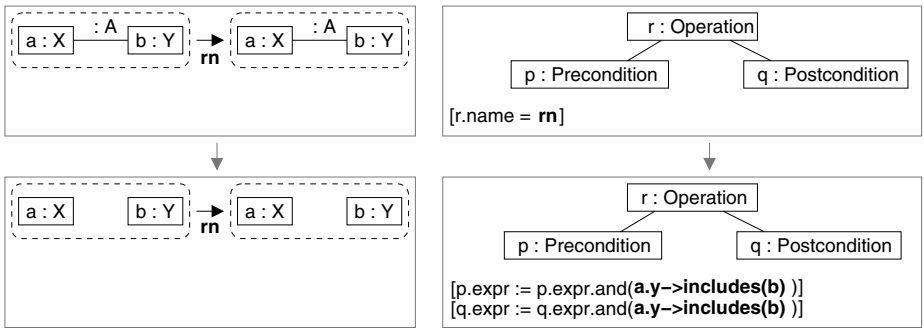 : A
a : X
b : Y
rn
: A
a : X
b : Y
r : Operation
p : Precondition
q : Postcondition
[r.name = rn]
a : X
b : Y
rn
a : X
b : Y
r : Operation
p : Precondition
q : Postcondition
[p.expr := p.expr.and(a.y−>includes(b) )]
[q.expr := q.expr.and(a.y−>includes(b) )]